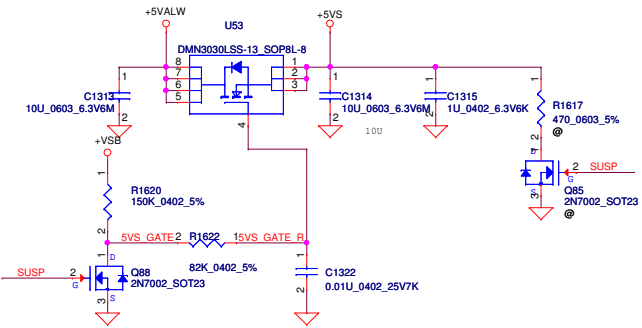 +5VALW
U53
+5VS
DMN3030LSS-13_SOP8L-8
8 1
7 2
6 3
5
4
1
C1313
10U_0603_6.3V6M
2
1
C1314
10U_0603_6.3V6M
2
10U
1
C1315
1U_0402_6.3V6K
2
1
R1617
470_0603_5%
@
2
+VSB
1
R1620
150K_0402_5%
2
5VS_GATE 2 R1622 1 5VS_GATE_R
82K_0402_5%
SUSP 2 G
1 D
Q88
2N7002_SOT23
3 S
1
C1322
0.01U_0402_25V7K
2
1 D
2 SUSP
G
Q85
2N7002_SOT23
@
3 S